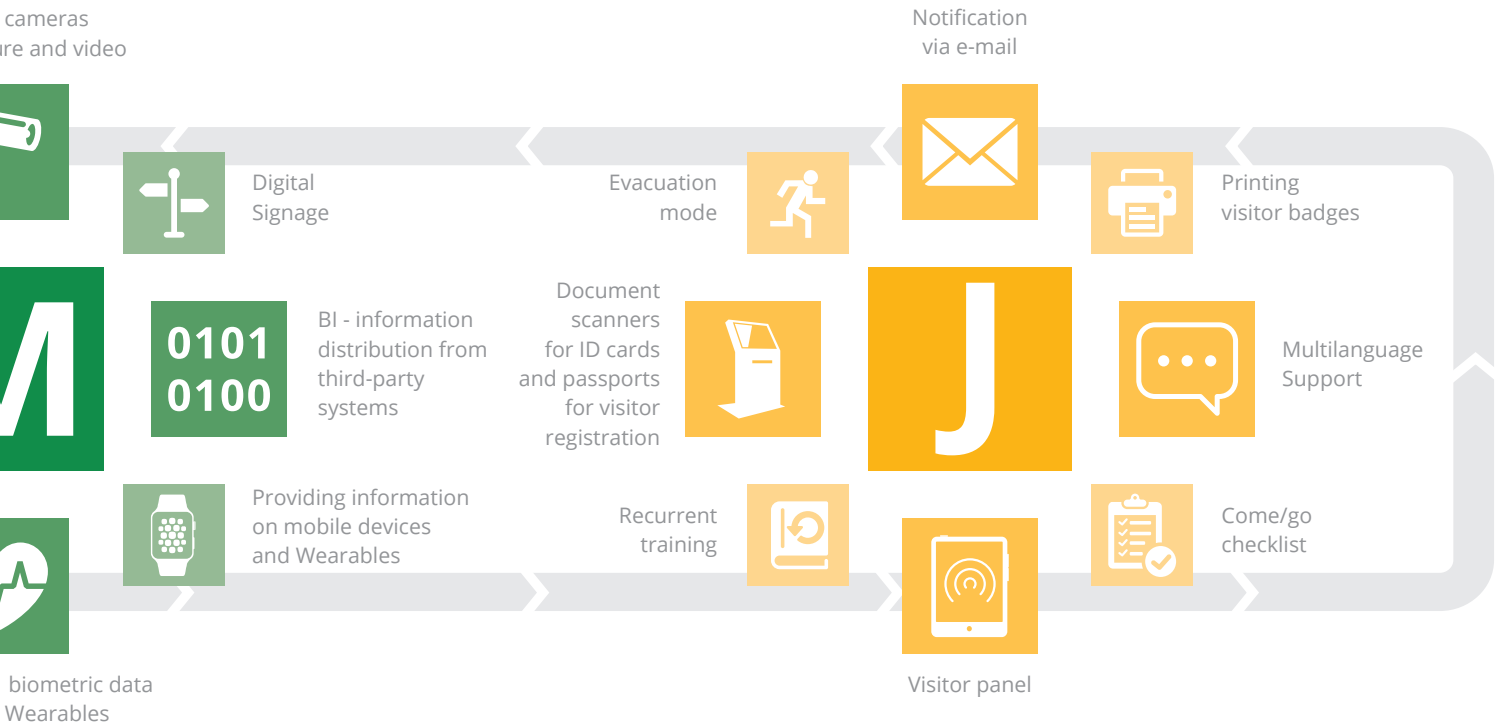 cameras
and video
Notification
via e-mail
Digital
Signage
Evacuation
mode
Printing
visitor badges
M
0101
0100
BI - information
distribution from
third-party
systems
Document
scanners
for ID cards
and passports
for visitor
registration
J
Multilanguage
Support
Providing information
on mobile devices
and Wearables
Recurrent
training
Come/go
checklist
biometric data
Wearables
Visitor panel